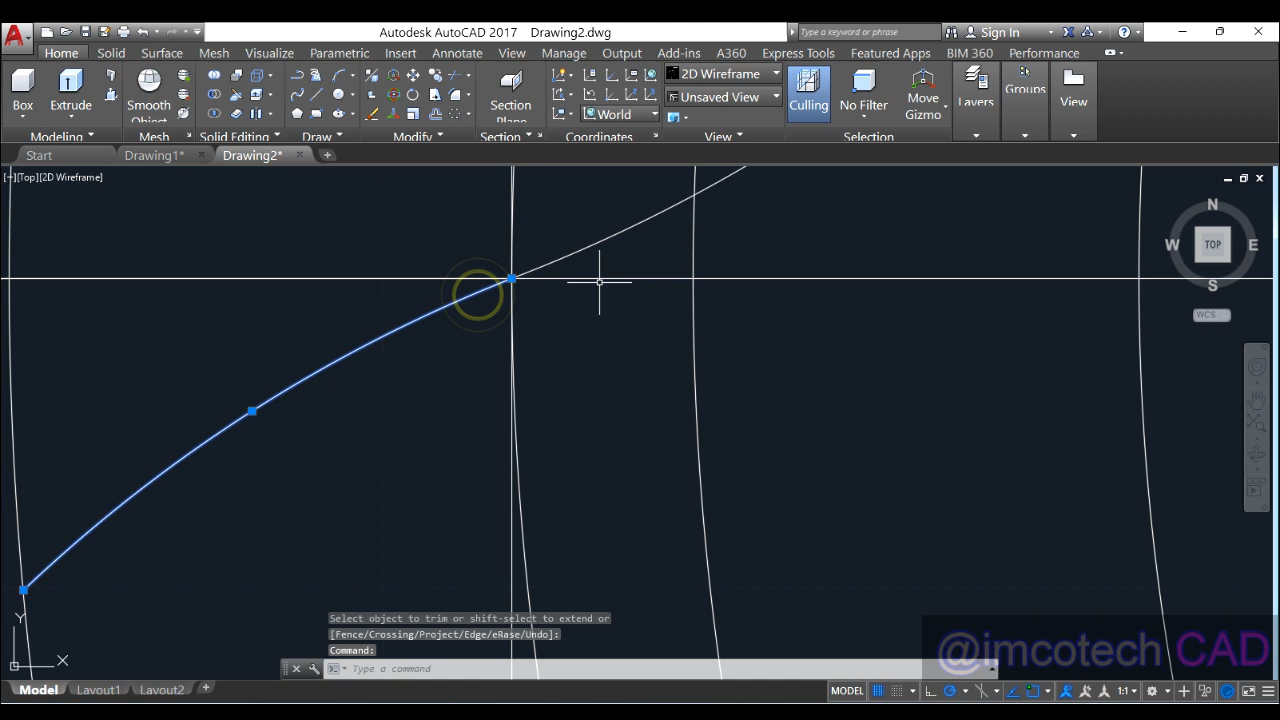 Autodesk AutoCAD 2017 Drawing2.dwg
Type a keyword or phrase
Sign In
Home Solid Surface Mesh Visualize Parametric Insert Annotate View Manage Output Add-ins A360 Express Tools Featured Apps BIM 360 Performance
Box
Extrude
Smooth
Object
Section
Plane
World
2D Wireframe
Unsaved View
Culling
No Filter
Move
Gizmo
Layers
Groups
View
Modeling Mesh Solid Editing Draw Modify Section Coordinates View Selection
Start Drawing1* Drawing2*
[−][Top][2D Wireframe]
N
W TOP E
S
WCS
Y
X
Select object to trim or shift-select to extend or
[Fence/Crossing/Project/Edge/eRase/Undo]:
Command:
Type a command
@imcotech CAD
Model Layout1 Layout2
MODEL
1:1